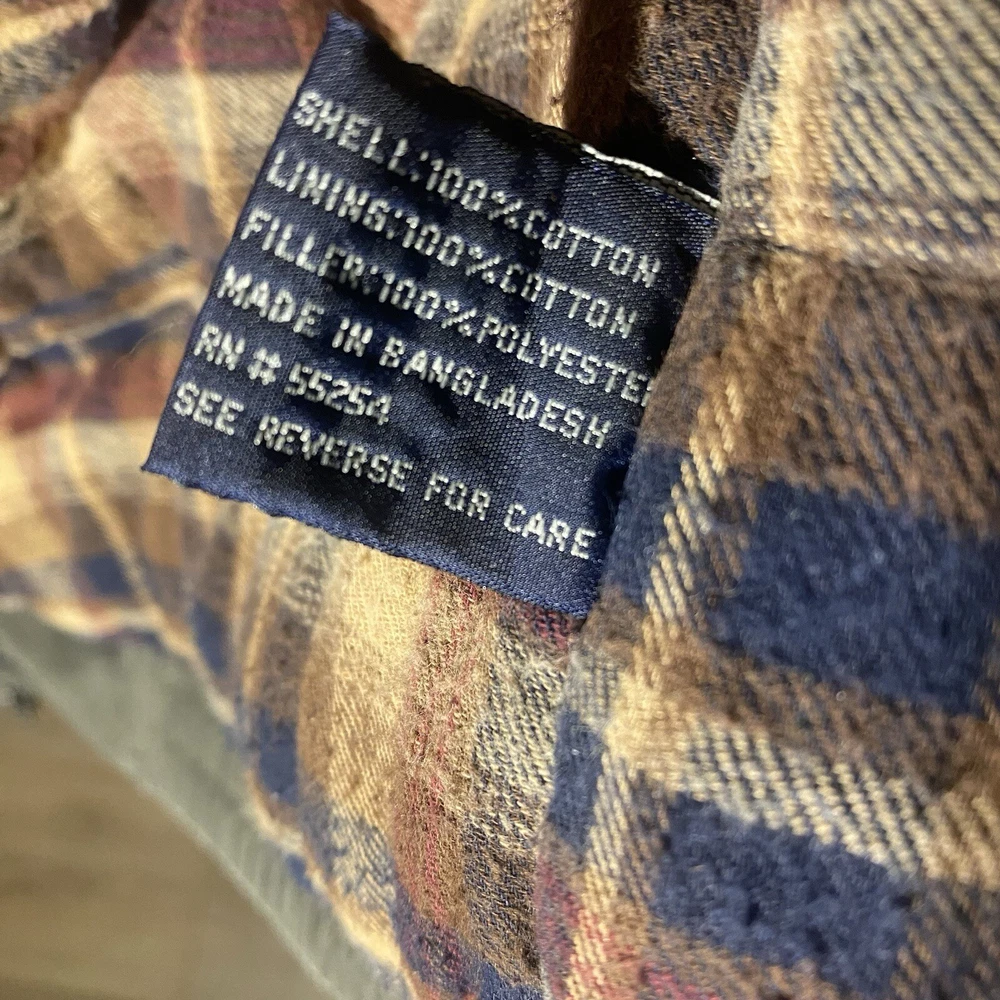 SHELL:100%COTTON
LINING:100%COTTON
FILLER:100%POLYESTER
MADE IN BANGLADESH
RN # 55254
SEE REVERSE FOR CARE